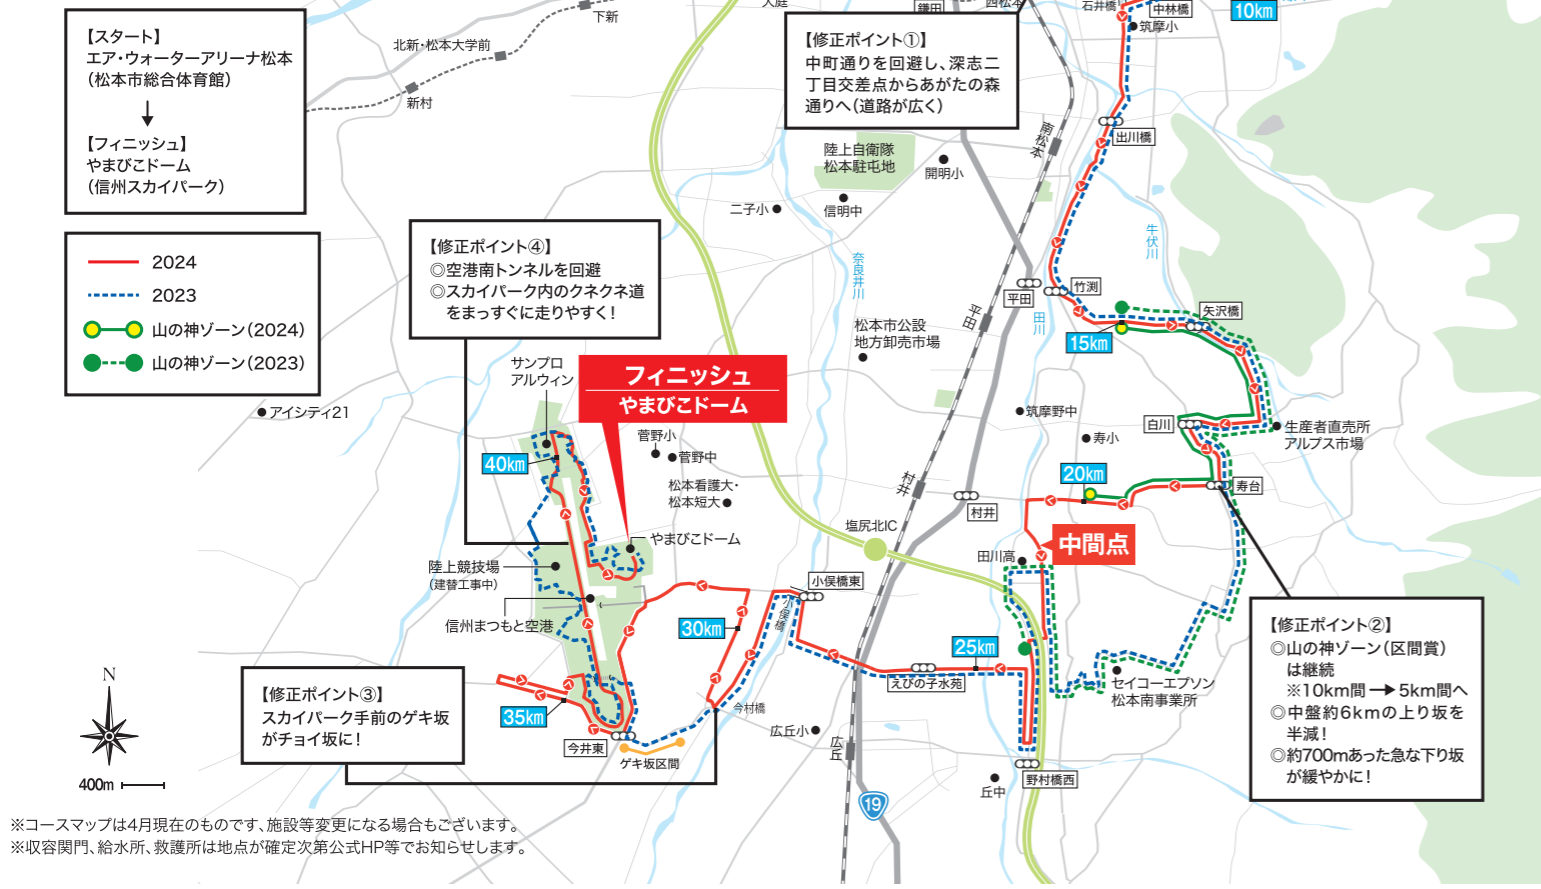 【スタート】
エア・ウォーターアリーナ松本
（松本市総合体育館）
【フィニッシュ】
やまびこドーム
（信州スカイパーク）
2024
2023
山の神ゾーン（2024）
山の神ゾーン（2023）
下新
北新・松本大学前
新村
大庭
鎌田
西松本
石井橋
中林橋
10km
筑摩小
【修正ポイント①】
中町通りを回避し、深志二
丁目交差点からあがたの森
通りへ（道路が広く）
出川橋
南松本
陸上自衛隊
松本駐屯地
開明小
二子小
信明中
牛伏川
奈良井川
【修正ポイント④】
◎空港南トンネルを回避
◎スカイパーク内のクネクネ道
をまっすぐに走りやすく！
平田
竹渕
平田
田川
矢沢橋
15km
松本市公設
地方卸売市場
サンプロ
アルウィン
フィニッシュ
やまびこドーム
アイシティ21
菅野小
菅野中
筑摩野中
寿小
白川
生産者直売所
アルプス市場
40km
松本看護大・
松本短大
村井
村井
20km
寿台
塩尻北IC
やまびこドーム
中間点
田川高
陸上競技場
（建替工事中）
小俣橋東
小俣橋
信州まつもと空港
30km
25km
えびの子水苑
セイコーエプソン
松本南事業所
【修正ポイント②】
◎山の神ゾーン（区間賞）
は継続
※10km間→5km間へ
◎中盤約6kmの上り坂を
半減！
◎約700mあった急な下り坂
が緩やかに！
N
400m
【修正ポイント③】
スカイパーク手前のゲキ坂
がチョイ坂に！
35km
今井東
ゲキ坂区間
今村橋
広丘小
広丘
野村橋西
丘中
19
※コースマップは4月現在のものです、施設等変更になる場合もございます。
※収容関門、給水所、救護所は地点が確定次第公式HP等でお知らせします。